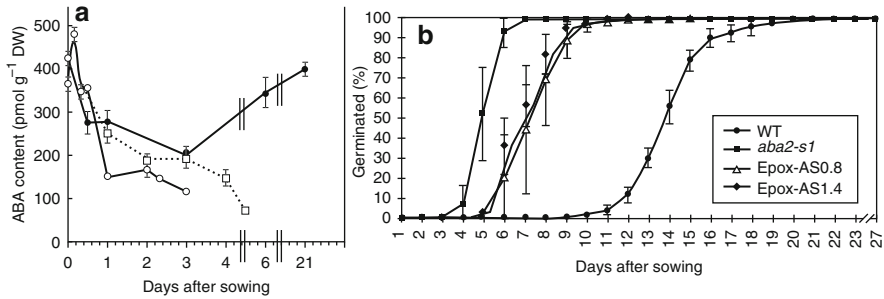 a
ABA content (pmol g⁻¹ DW)
500
450
400
300
200
100
0
0 1 2 3 4 6 21
Days after sowing
b
Germinated (%)
100
90
80
70
60
50
40
30
20
10
0
1 2 3 4 5 6 7 8 9 10 11 12 13 14 15 16 17 18 19 20 21 22 23 27
Days after sowing
WT
aba2-s1
Epox-AS0.8
Epox-AS1.4